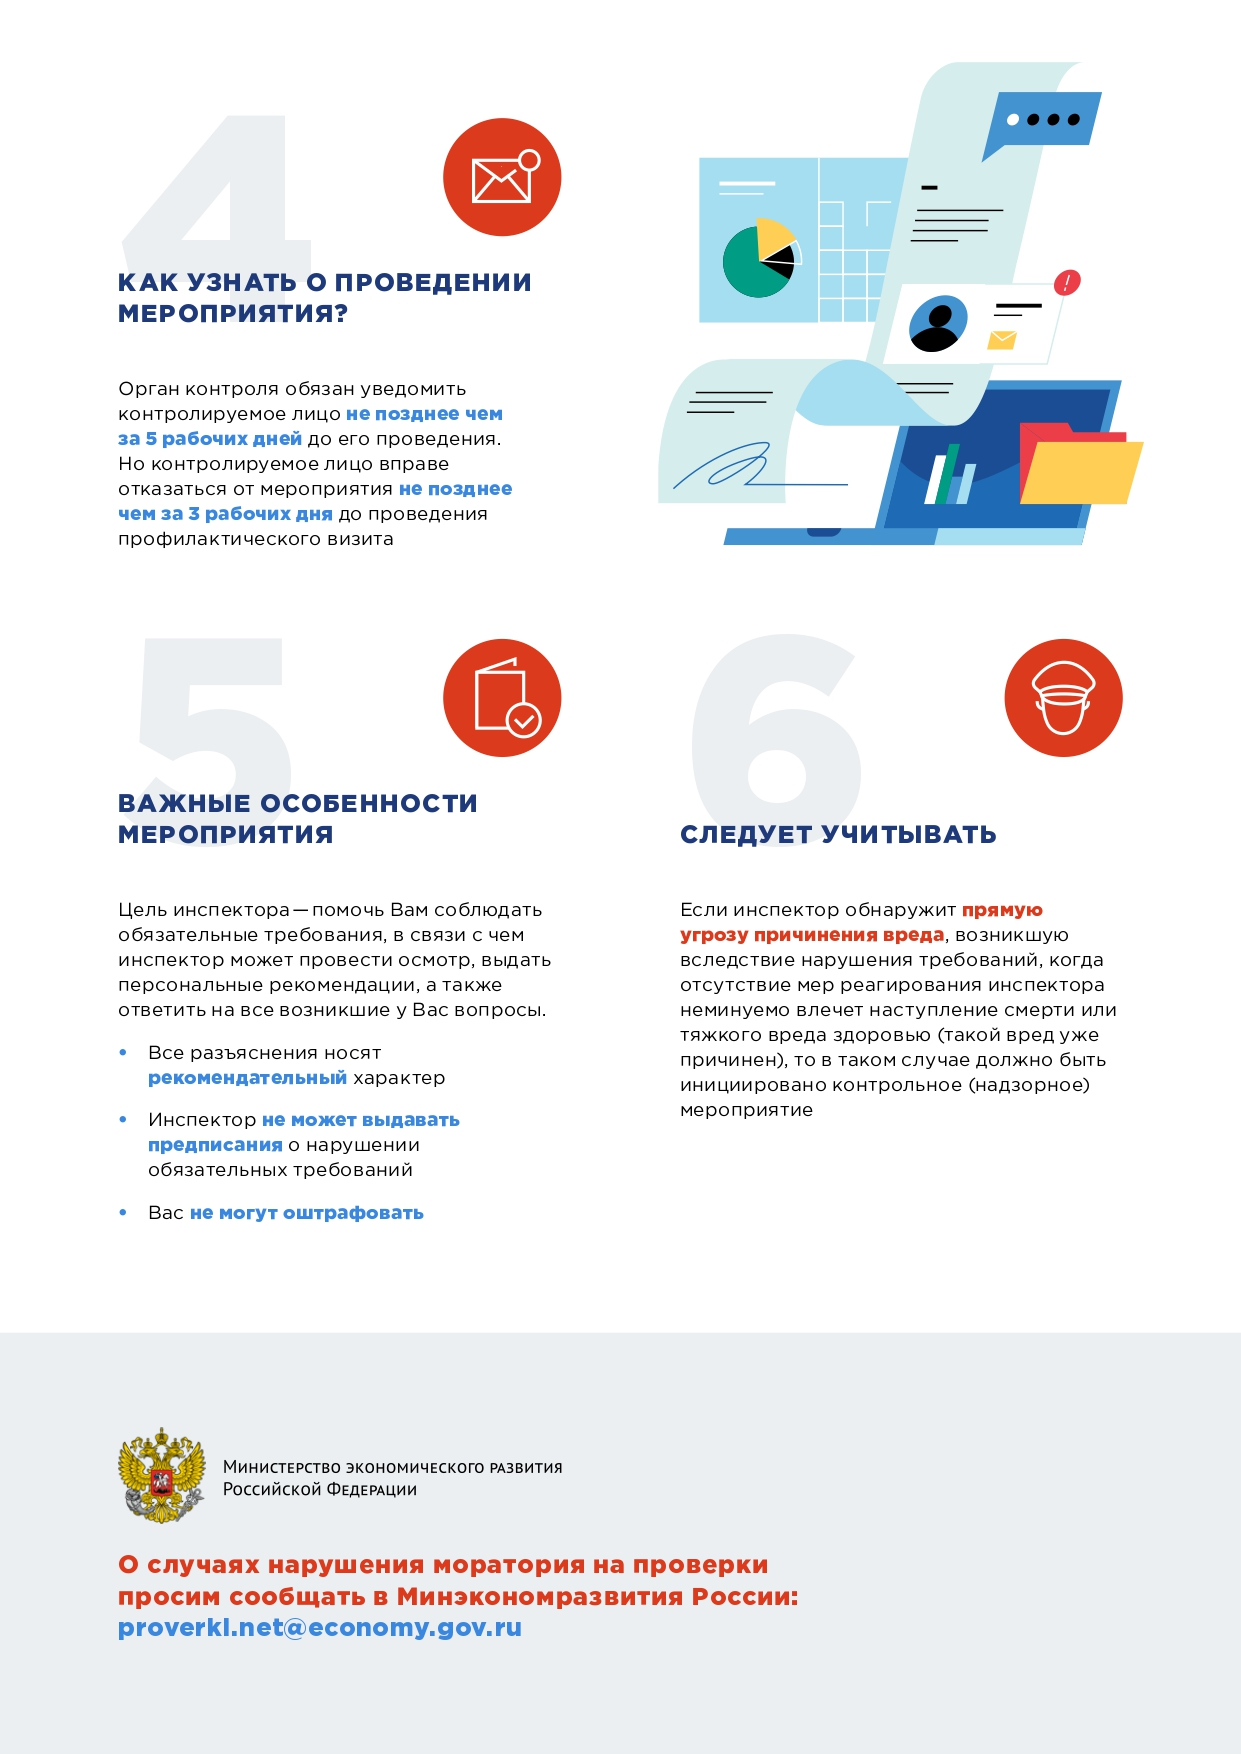 4
КАК УЗНАТЬ О ПРОВЕДЕНИИ
МЕРОПРИЯТИЯ?
Орган контроля обязан уведомить
контролируемое лицо не позднее чем
за 5 рабочих дней до его проведения.
Но контролируемое лицо вправе
отказаться от мероприятия не позднее
чем за 3 рабочих дня до проведения
профилактического визита
!
5
ВАЖНЫЕ ОСОБЕННОСТИ
МЕРОПРИЯТИЯ
Цель инспектора — помочь Вам соблюдать
обязательные требования, в связи с чем
инспектор может провести осмотр, выдать
персональные рекомендации, а также
ответить на все возникшие у Вас вопросы.
• Все разъяснения носят
рекомендательный характер
• Инспектор не может выдавать
предписания о нарушении
обязательных требований
• Вас не могут оштрафовать
6
СЛЕДУЕТ УЧИТЫВАТЬ
Если инспектор обнаружит прямую
угрозу причинения вреда, возникшую
вследствие нарушения требований, когда
отсутствие мер реагирования инспектора
неминуемо влечет наступление смерти или
тяжкого вреда здоровью (такой вред уже
причинен), то в таком случае должно быть
инициировано контрольное (надзорное)
мероприятие
Министерство экономического развития
Российской Федерации
О случаях нарушения моратория на проверки
просим сообщать в Минэкономразвития России:
proverkI.net@economy.gov.ru